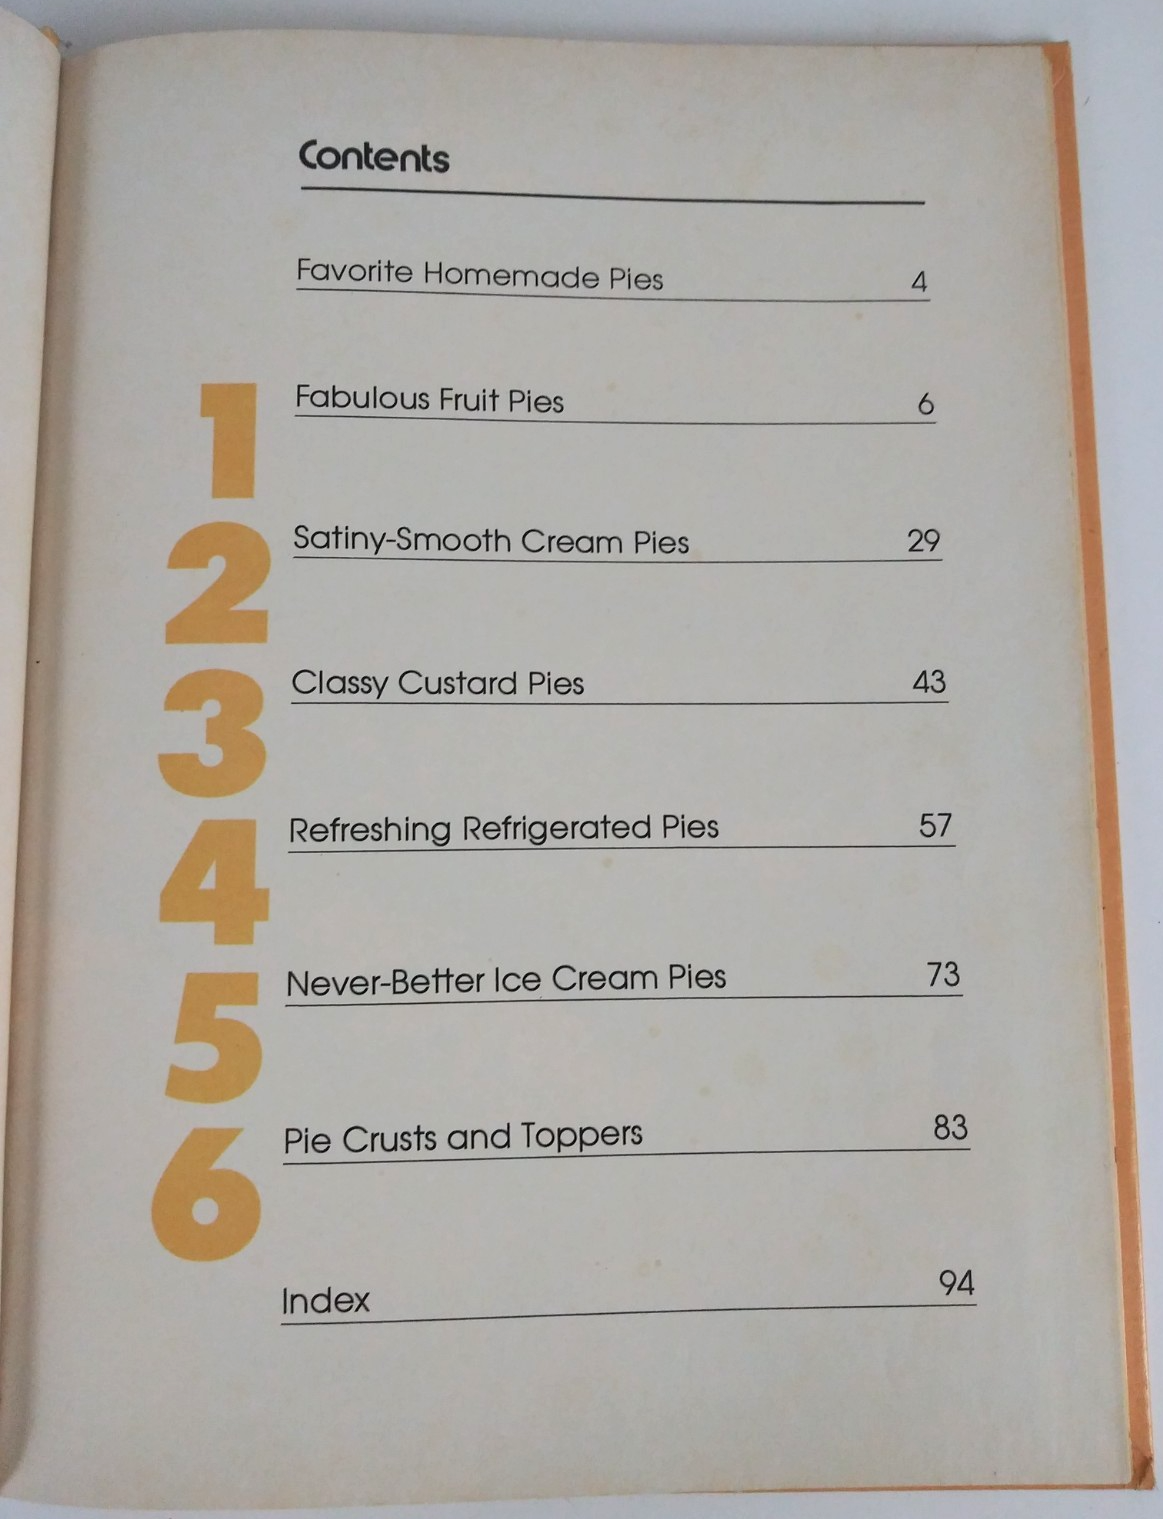 Contents
Favorite Homemade Pies 4
1 Fabulous Fruit Pies 6
2 Satiny-Smooth Cream Pies 29
3 Classy Custard Pies 43
4 Refreshing Refrigerated Pies 57
5 Never-Better Ice Cream Pies 73
6 Pie Crusts and Toppers 83
Index 94